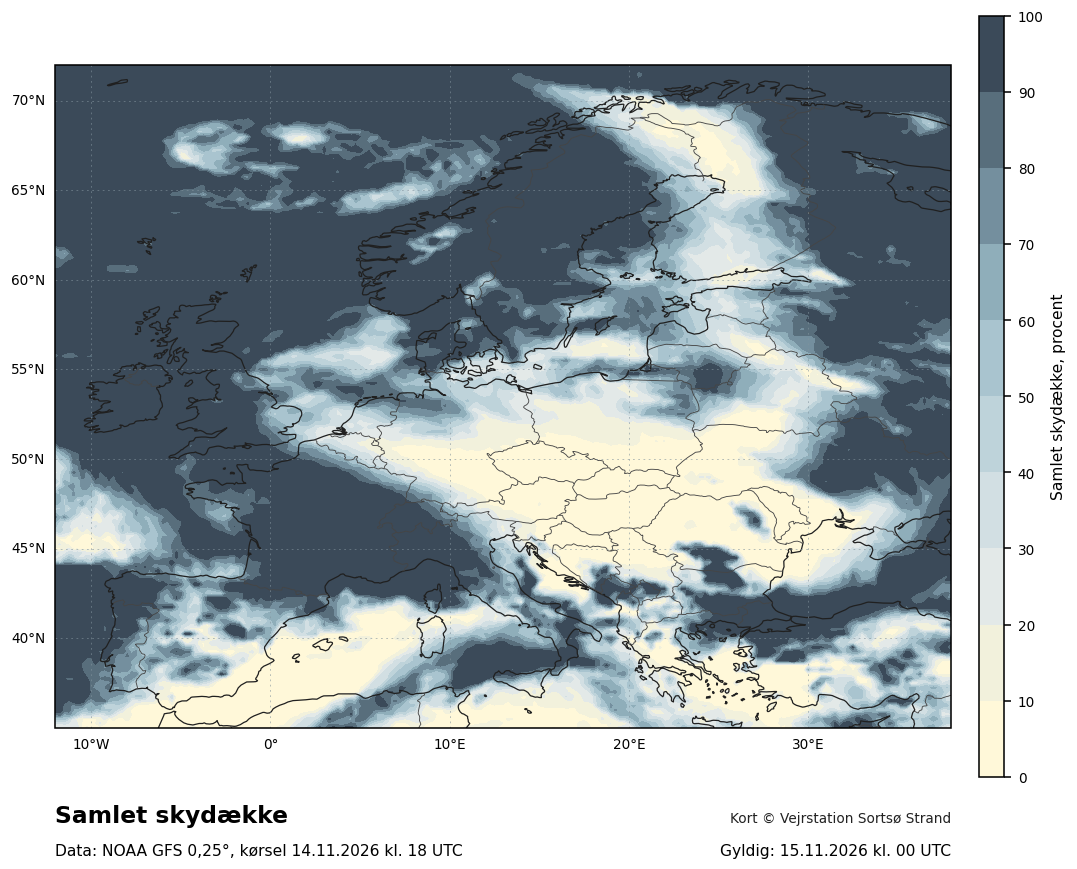 100
90
80
70
60
50
40
30
20
10
0
Samlet skydække, procent
70°N
65°N
60°N
55°N
50°N
45°N
40°N
10°W
0°
10°E
20°E
30°E
Samlet skydække
Kort © Vejrstation Sortsø Strand
Data: NOAA GFS 0,25°, kørsel 14.11.2026 kl. 18 UTC
Gyldig: 15.11.2026 kl. 00 UTC